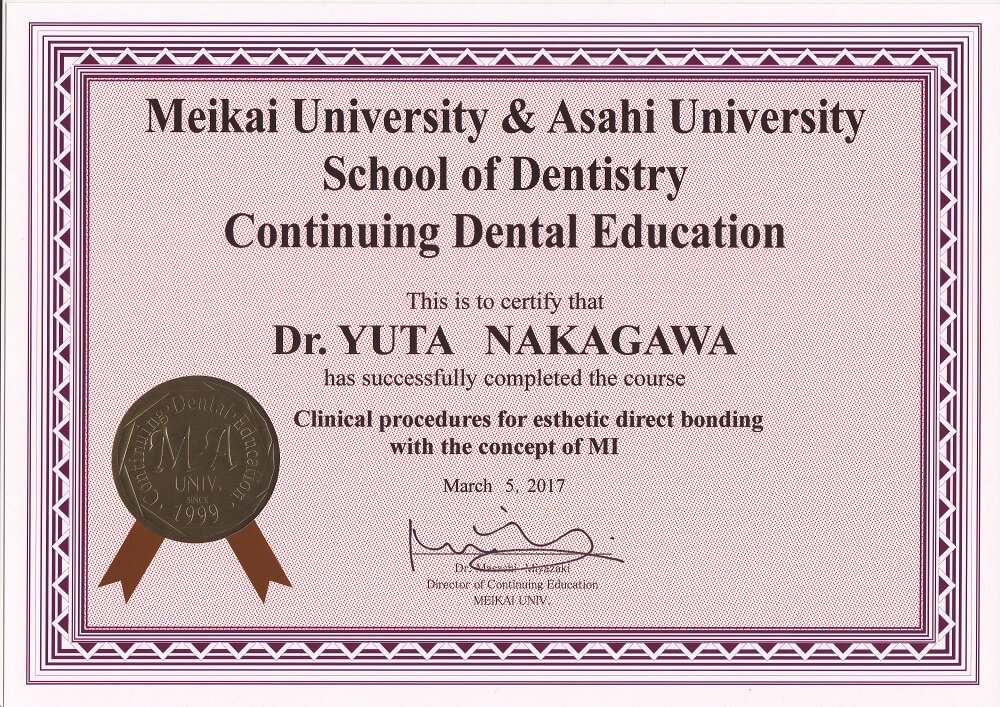 Meikai University & Asahi University
School of Dentistry
Continuing Dental Education
This is to certify that
Dr. YUTA NAKAGAWA
has successfully completed the course
Clinical procedures for esthetic direct bonding
with the concept of MI
March 5, 2017
Continuing · Dental · Education ·
M A
UNIV.
SINCE
1999
Dr. Masashi Miyazaki
Director of Continuing Education
MEIKAI UNIV.